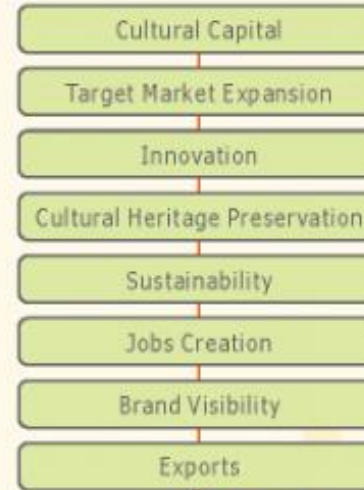 Cultural Capital
Target Market Expansion
Innovation
Cultural Heritage Preservation
Sustainability
Jobs Creation
Brand Visibility
Exports